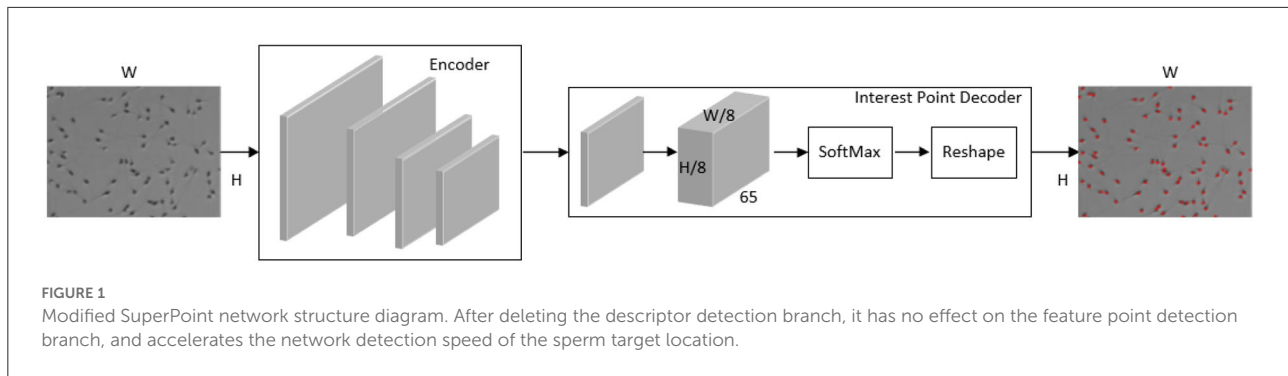 W
H
Encoder
Interest Point Decoder
W/8
H/8
65
SoftMax
Reshape
W
H
FIGURE 1
Modified SuperPoint network structure diagram. After deleting the descriptor detection branch, it has no effect on the feature point detection
branch, and accelerates the network detection speed of the sperm target location.